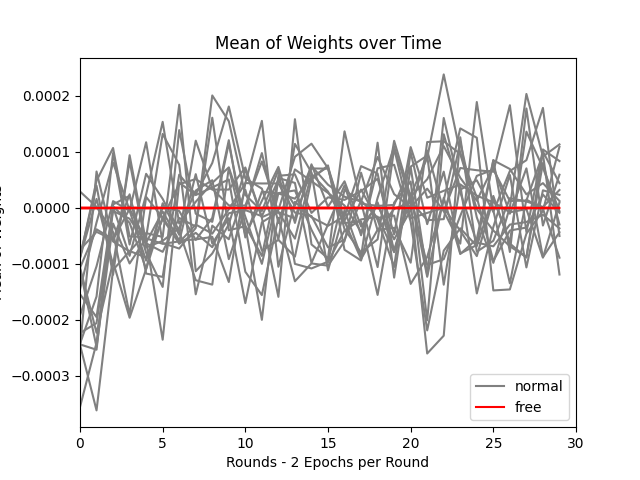 Mean of Weights over Time
0.0002
0.0001
0.0000
−0.0001
−0.0002
−0.0003
0 5 10 15 20 25 30
Rounds - 2 Epochs per Round
normal
free